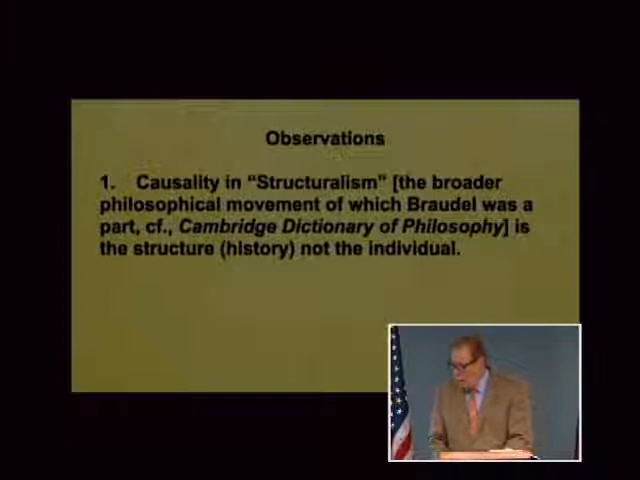 Observations
1. Causality in “Structuralism” [the broader
philosophical movement of which Braudel was a
part, cf., Cambridge Dictionary of Philosophy] is
the structure (history) not the individual.